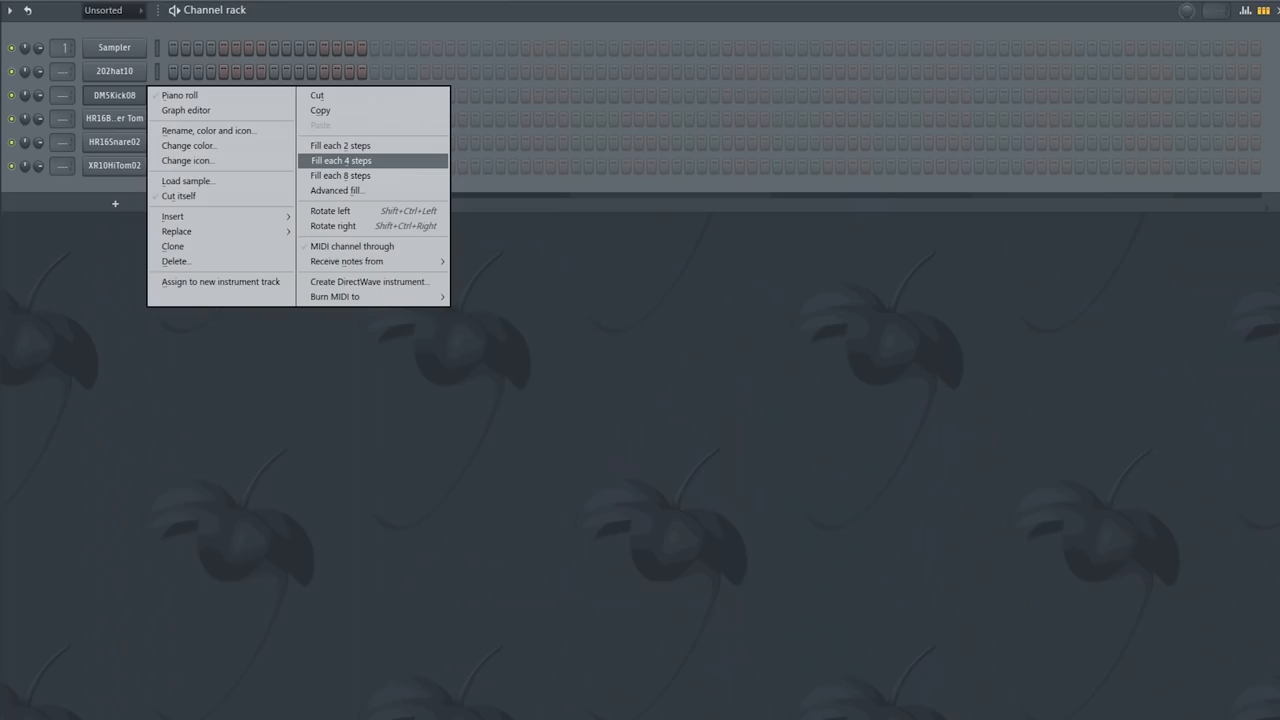 Unsorted
Channel rack
1 Sampler
--- 202hat10
--- DM5Kick08
--- HR16B...er Tom
--- HR16Snare02
--- XR10HiTom02
+
Piano roll
Graph editor
Rename, color and icon...
Change color...
Change icon...
Load sample...
Cut itself
Insert
Replace
Clone
Delete...
Assign to new instrument track
Cut
Copy
Paste
Fill each 2 steps
Fill each 4 steps
Fill each 8 steps
Advanced fill...
Rotate left Shift+Ctrl+Left
Rotate right Shift+Ctrl+Right
MIDI channel through
Receive notes from
Create DirectWave instrument...
Burn MIDI to